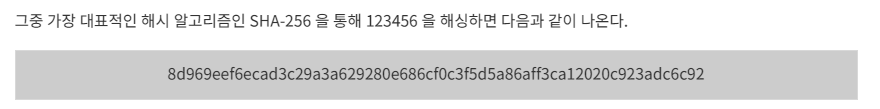 그중 가장 대표적인 해시 알고리즘인 SHA-256 을 통해 123456 을 해싱하면 다음과 같이 나온다.
8d969eef6ecad3c29a3a629280e686cf0c3f5d5a86aff3ca12020c923adc6c92